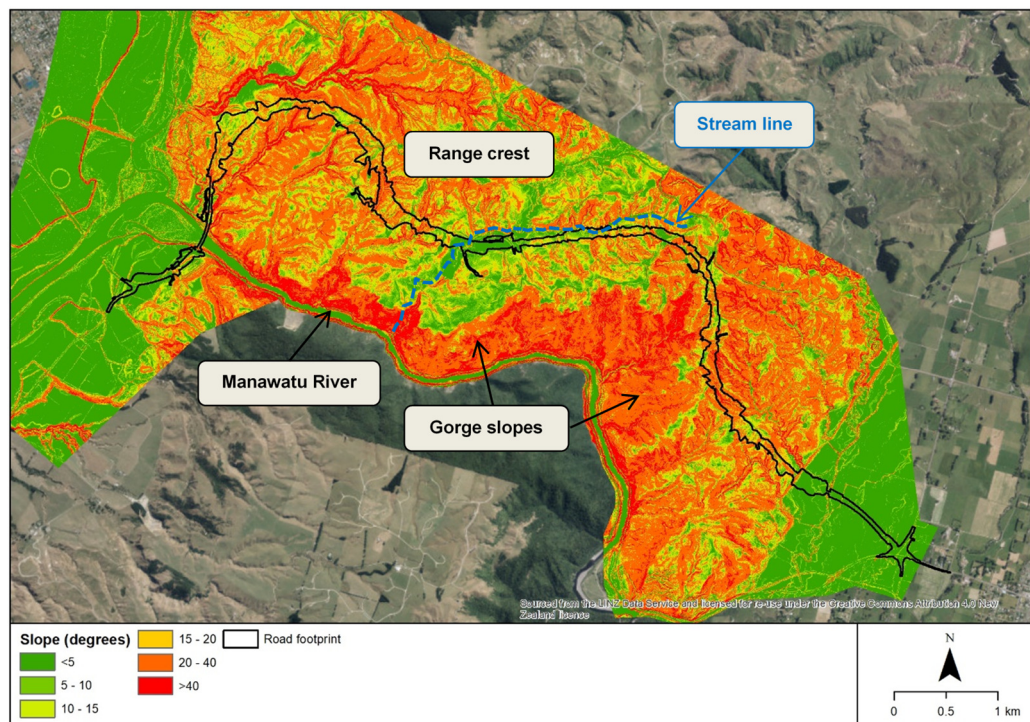 Stream line
Range crest
Manawatu River
Gorge slopes
Sourced from the LINZ Data Service and licensed for re-use under the Creative Commons Attribution 4.0 New
Zealand licence
Slope (degrees)
<5
5 - 10
10 - 15
15 - 20
20 - 40
>40
Road footprint
N
0 0.5 1 km